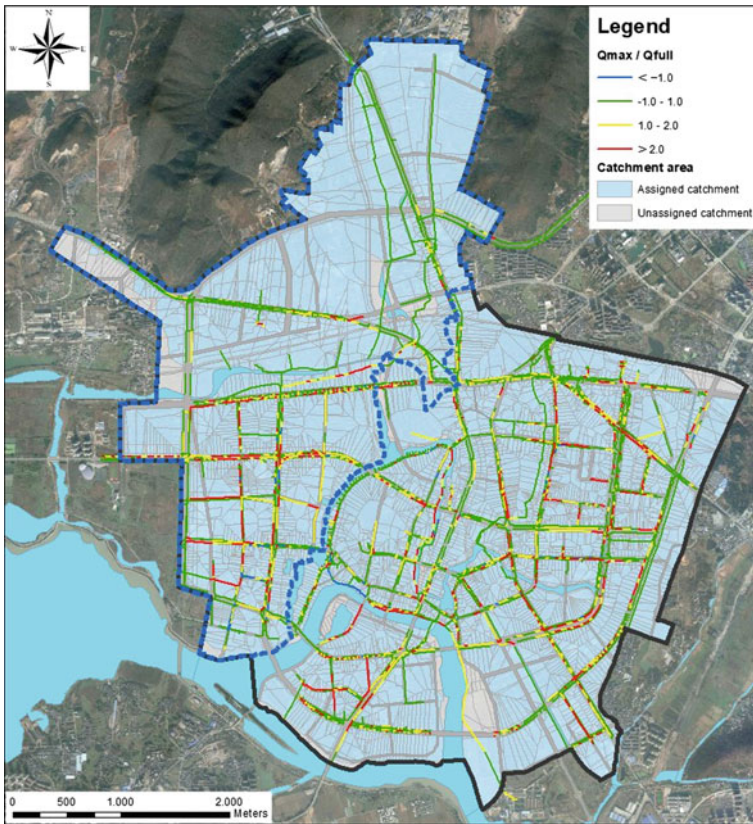 N
W
E
S
Legend
Qmax / Qfull
< -1.0
-1.0 - 1.0
1.0 - 2.0
> 2.0
Catchment area
Assigned catchment
Unassigned catchment
0 500 1.000 2.000
Meters